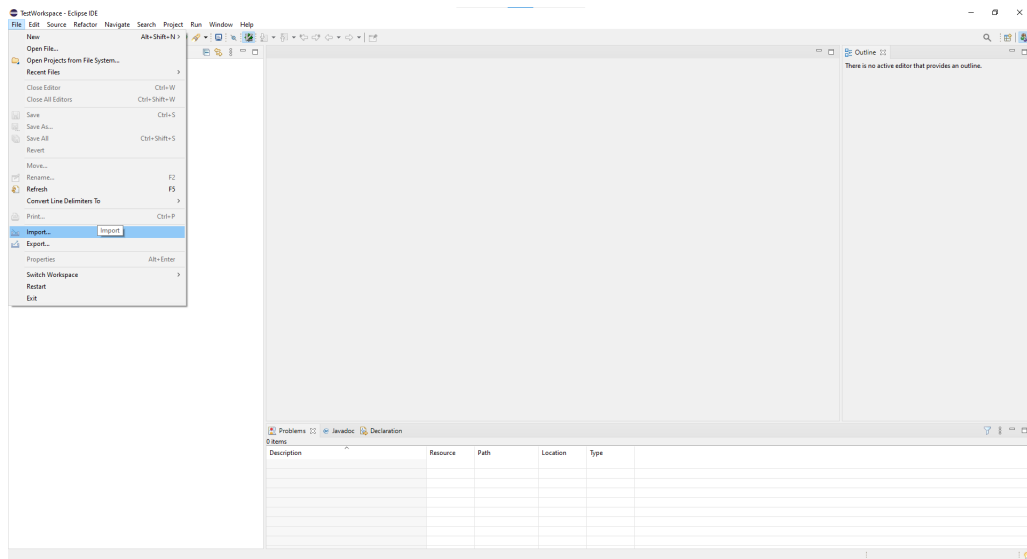 TestWorkspace - Eclipse IDE
File Edit Source Refactor Navigate Search Project Run Window Help
New Alt+Shift+N >
Open File...
Open Projects from File System...
Recent Files >
Close Editor Ctrl+W
Close All Editors Ctrl+Shift+W
Save Ctrl+S
Save As...
Save All Ctrl+Shift+S
Revert
Move...
Rename... F2
Refresh F5
Convert Line Delimiters To >
Print... Ctrl+P
Import... Import
Export...
Properties Alt+Enter
Switch Workspace >
Restart
Exit
Outline
There is no active editor that provides an outline.
Problems Javadoc Declaration
0 items
Description Resource Path Location Type